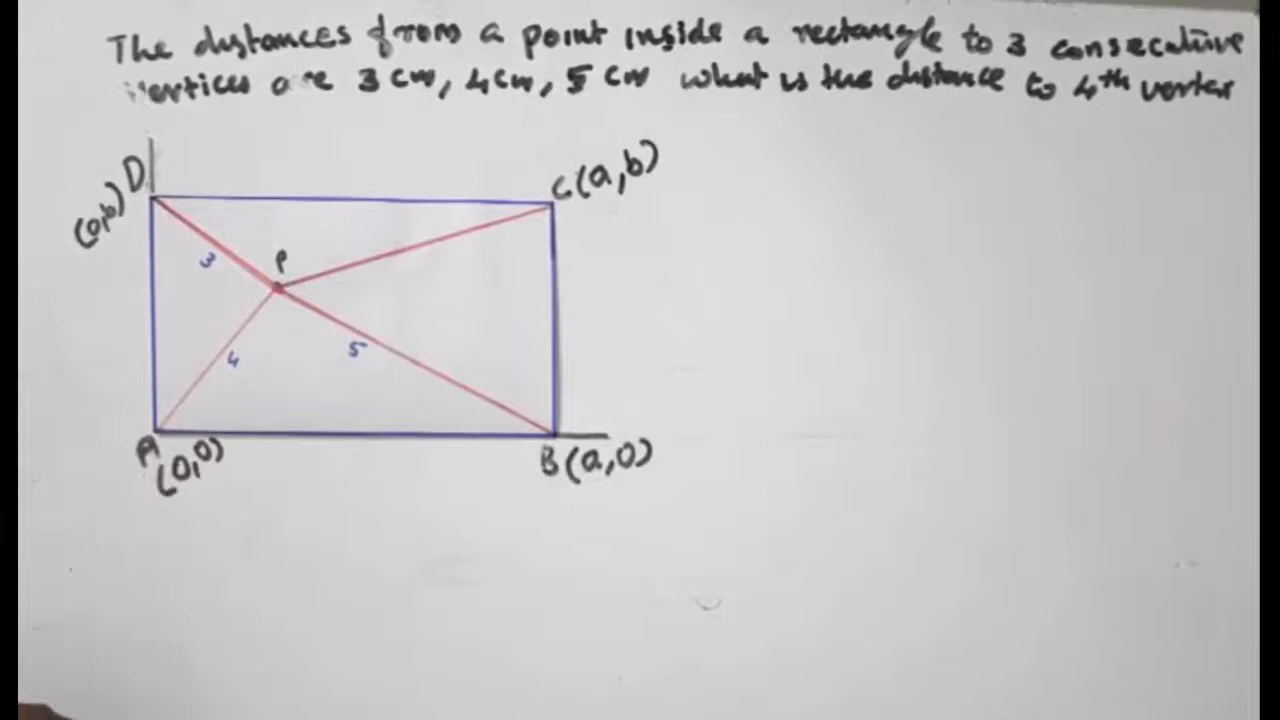 The distances from a point inside a rectangle to 3 consecutive
vertices are 3 cm, 4 cm, 5 cm what is the distance to 4th vertex
D
C(a,b)
(0,b)
P
3
4
5
A
(0,0)
B(a,0)